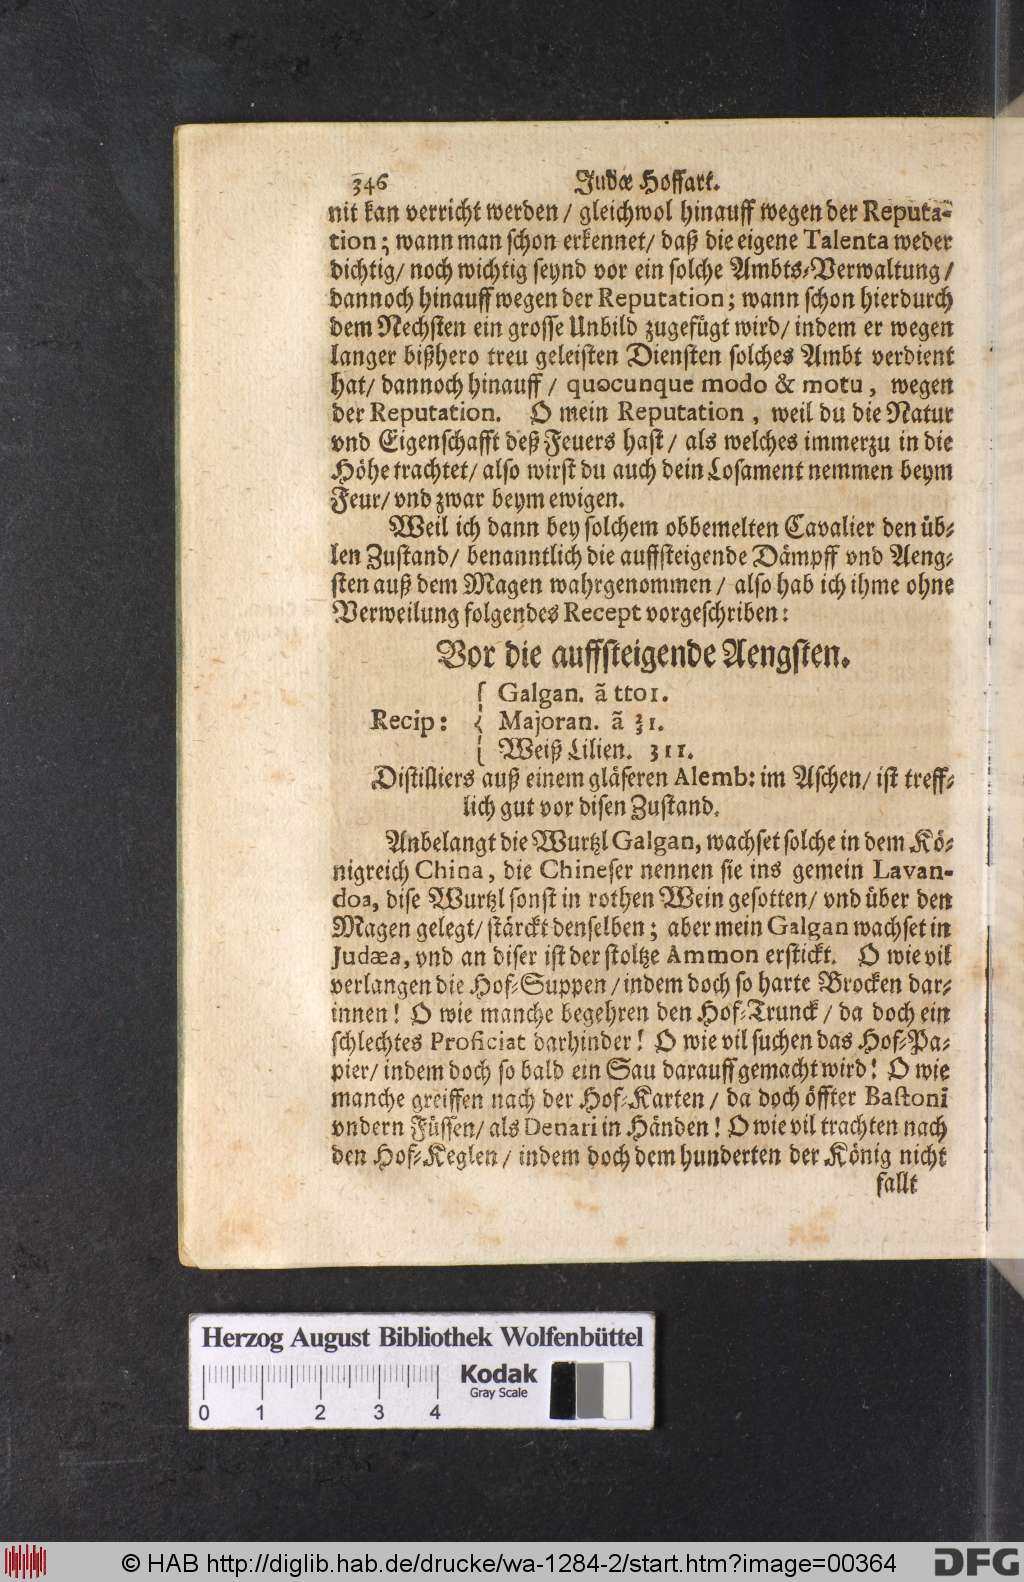 346 Judæ Hoffart.
nit kan verricht werden / gleichwol hinauff wegen der Reputa-
tion; wann man schon erkennet/ daß die eigene Talenta weder
dichtig/ noch wichtig seynd vor ein solche Ambts-Verwaltung /
dannoch hinauff wegen der Reputation; wann schon hierdurch
dem Nechsten ein grosse Unbild zugefügt wird/ indem er wegen
langer bißhero treu geleisten Diensten solches Ambt verdient
hat/ dannoch hinauff / quocunque modo & motu, wegen
der Reputation. O mein Reputation, weil du die Natur
vnd Eigenschafft deß Feuers hast / als welches immerzu in die
Höhe trachtet/ also wirst du auch dein Losament nemmen beym
Feur/ vnd zwar beym ewigen.
Weil ich dann bey solchem obbemelten Cavalier den üb-
len Zustand/ benanntlich die auffsteigende Dämpff vnd Aeng-
sten auß dem Magen wahrgenommen / also hab ich ihme ohne
Verweilung folgendes Recept vorgeschriben:
Vor die auffsteigende Aengsten.
Galgan. ã tto1.
Recip: Majoran. ã ʒ1.
Weiß Lilien. ʒ11.
Distilliers auß einem gläseren Alemb: im Aschen/ ist treff-
lich gut vor disen Zustand.
Anbelangt die Wurtzl Galgan, wachset solche in dem Kö-
nigreich China, die Chineser nennen sie ins gemein Lavan-
doa, dise Wurtzl sonst in rothen Wein gesotten/ vnd über den
Magen gelegt/ stärckt denselben; aber mein Galgan wachset in
Judæa, vnd an diser ist der stoltze Ammon erstickt. O wie vil
verlangen die Hof-Suppen / indem doch so harte Brocken dar-
innen! O wie manche begehren den Hof-Trunck / da doch ein
schlechtes Proficiat darhinder! O wie vil suchen das Hof-Pa-
pier/ indem doch so bald ein Sau darauff gemacht wird! O wie
manche greiffen nach der Hof-Karten / da doch öffter Bastoni
vndern Füssen/ als Denari in Händen! O wie vil trachten nach
den Hof-Keglen / indem doch dem hunderten der König nicht
fallt
Herzog August Bibliothek Wolfenbüttel
Kodak
Gray Scale
0 1 2 3 4
© HAB http://diglib.hab.de/drucke/wa-1284-2/start.htm?image=00364
DFG